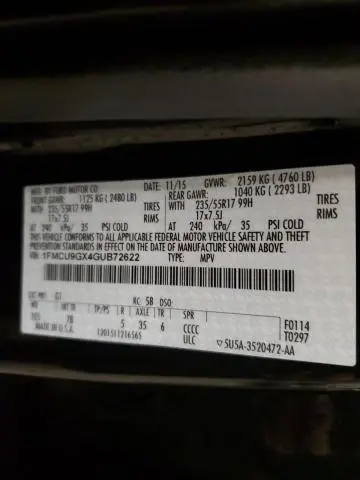 MFD. BY FORD MOTOR CO.
DATE: 11/15 GVWR: 2159 KG ( 4760 LB)
FRONT GAWR: 1125 KG ( 2480 LB) REAR GAWR: 1040 KG ( 2293 LB)
WITH 235/55R17 99H TIRES WITH 235/55R17 99H TIRES
17x7.5J RIMS 17x7.5J RIMS
AT 240 kPa/ 35 PSI COLD AT 240 kPa/ 35 PSI COLD
THIS VEHICLE CONFORMS TO ALL APPLICABLE FEDERAL MOTOR VEHICLE SAFETY AND BUMPER
STANDARDS IN EFFECT ON THE DATE OF MANUFACTURE SHOWN ABOVE.
VIN: 1FMCU9GX4GUB72622 TYPE: MPV
EXT PNT: G1 RC: 5B DSO:
WB TP/PS R AXLE TR SPR
7B 5 35 6 CCCC F0114
MADE IN U.S.A. ULC T0297
1201511216565 SU5A-3520472-AA